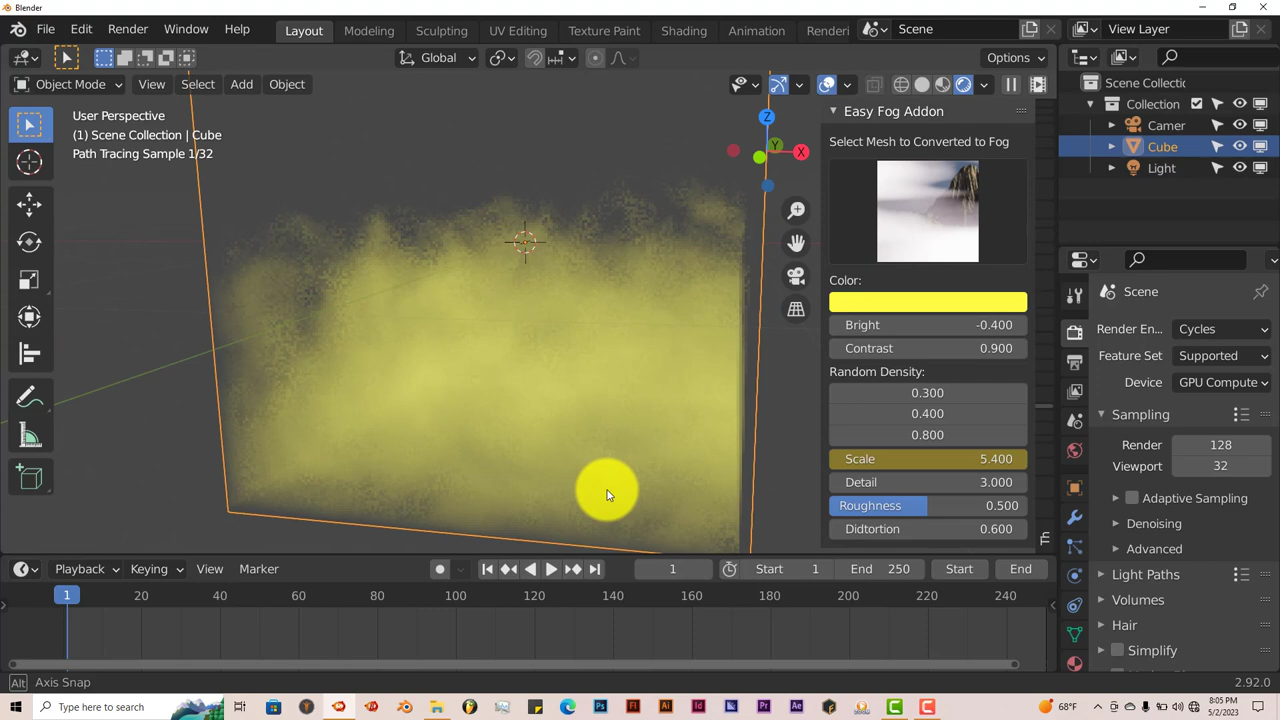 Blender
File Edit Render Window Help Layout Modeling Sculpting UV Editing Texture Paint Shading Animation Renderi Scene View Layer
Global Options
Object Mode View Select Add Object
User Perspective
(1) Scene Collection | Cube
Path Tracing Sample 1/32
Z
Y
X
Easy Fog Addon
Select Mesh to Converted to Fog
Color:
Bright -0.400
Contrast 0.900
Random Density:
0.300
0.400
0.800
Scale 5.400
Detail 3.000
Roughness 0.500
Didtortion 0.600
Scene Collectic
Collection
Camer
Cube
Light
Scene
Render En... Cycles
Feature Set Supported
Device GPU Compute
Sampling
Render 128
Viewport 32
Adaptive Sampling
Denoising
Advanced
Light Paths
Volumes
Hair
Simplify
Playback Keying View Marker 1 Start 1 End 250 Start End
1 20 40 60 80 100 120 140 160 180 200 220 240
Alt Axis Snap 2.92.0
Type here to search 68°F 8:05 PM
5/2/2023